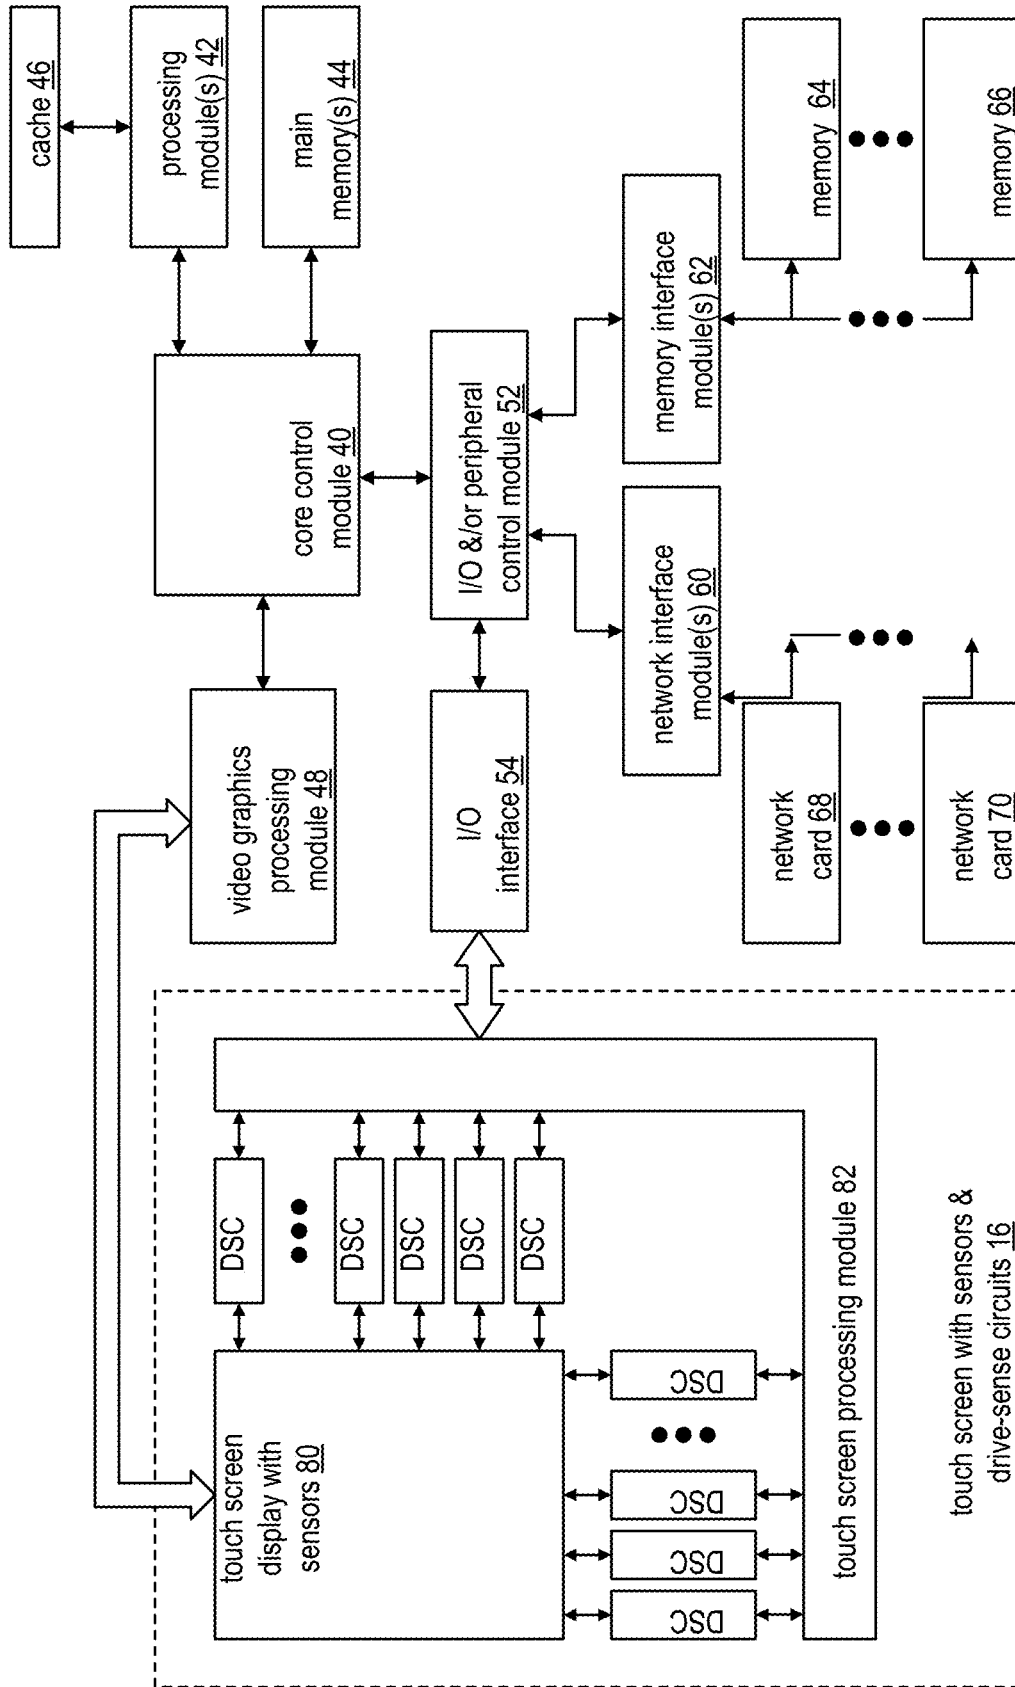 touch screen
display with
sensors 80
DSC
DSC
DSC
DSC
DSC
DSC
DSC
DSC
DSC
touch screen processing module 82
touch screen with sensors &
drive-sense circuits 16
video graphics
processing
module 48
core control
module 40
cache 46
processing
module(s) 42
main
memory(s) 44
I/O
interface 54
I/O &/or peripheral
control module 52
network interface
module(s) 60
memory interface
module(s) 62
network
card 68
network
card 70
memory 64
memory 66